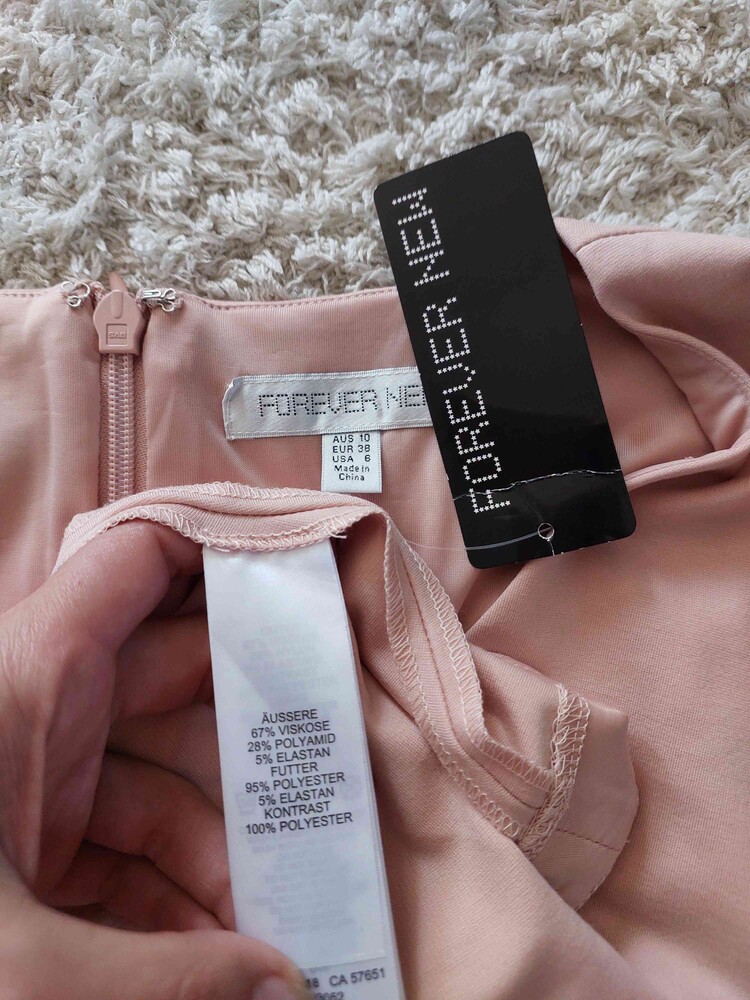 FOREVER NEW
FOREVER NE
AUS 10
EUR 38
USA 6
Made in
China
ÄUSSERE
67% VISKOSE
28% POLYAMID
5% ELASTAN
FUTTER
95% POLYESTER
5% ELASTAN
KONTRAST
100% POLYESTER
CA 57651